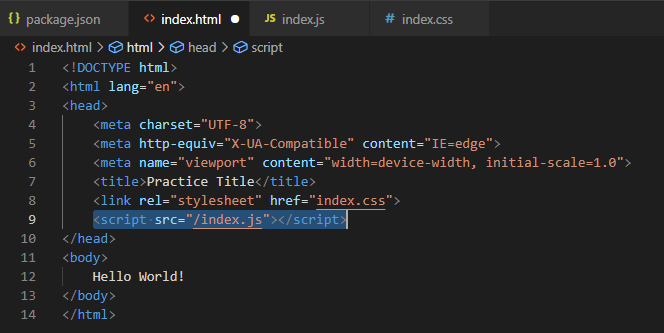 package.json index.html index.js index.css
index.html > html > head > script
1 <!DOCTYPE html>
2 <html lang="en">
3 <head>
4     <meta charset="UTF-8">
5     <meta http-equiv="X-UA-Compatible" content="IE=edge">
6     <meta name="viewport" content="width=device-width, initial-scale=1.0">
7     <title>Practice Title</title>
8     <link rel="stylesheet" href="index.css">
9     <script src="/index.js"></script>
10 </head>
11 <body>
12     Hello World!
13 </body>
14 </html>